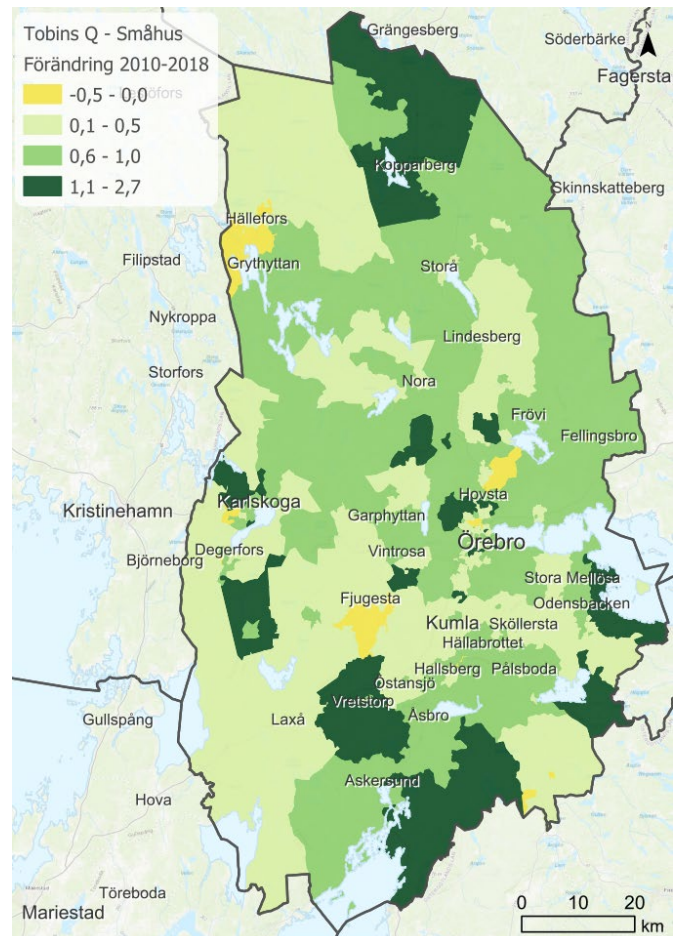 Tobins Q - Småhus
Förändring 2010-2018
-0,5 - 0,0
0,1 - 0,5
0,6 - 1,0
1,1 - 2,7
Grängesberg
Söderbärke
N
Fagersta
Kopparberg
Skinnskatteberg
Hällefors
Filipstad
Grythyttan
Storå
Nykroppa
Lindesberg
Storfors
Nora
Frövi
Fellingsbro
Karlskoga
Hovsta
Kristinehamn
Garphyttan
Örebro
Björneborg
Degerfors
Vintrosa
Stora Mellösa
Fjugesta
Odensbacken
Kumla
Sköllersta
Hällabrottet
Hallsberg
Pålsboda
Östansjö
Vretstorp
Gullspång
Laxå
Åsbro
Askersund
Hova
Töreboda
Mariestad
0 10 20
km